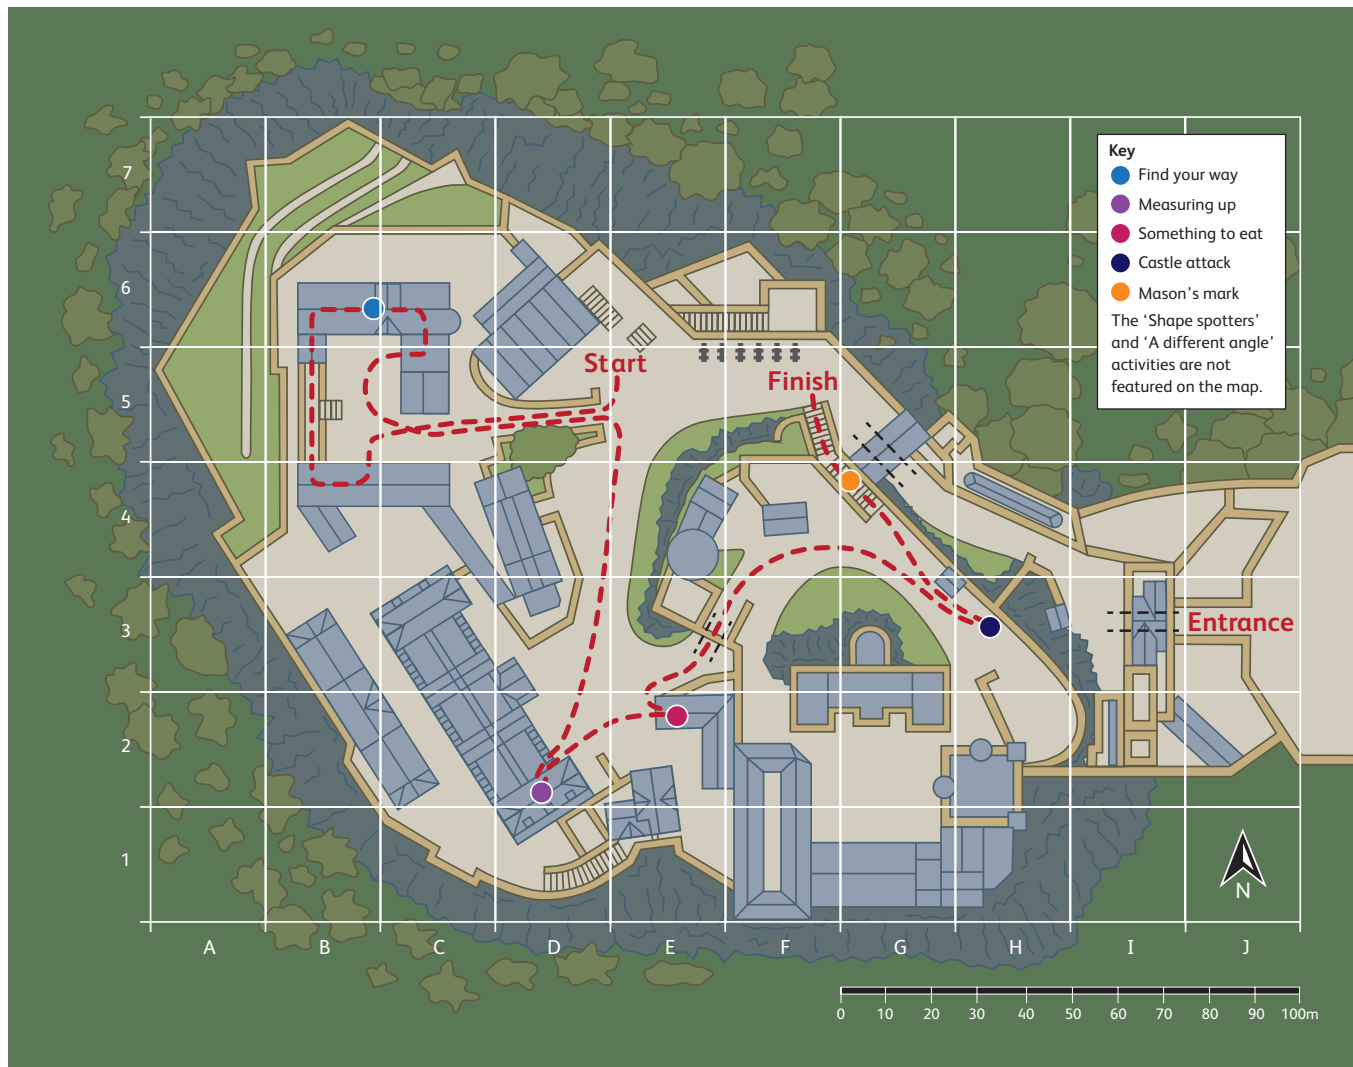 7
Key
Find your way
Measuring up
Something to eat
Castle attack
Mason's mark
The ‘Shape spotters’
and ‘A different angle’
activities are not
featured on the map.
6
Start
Finish
5
4
3
Entrance
2
1
N
A B C D E F G H I J
0 10 20 30 40 50 60 70 80 90 100m